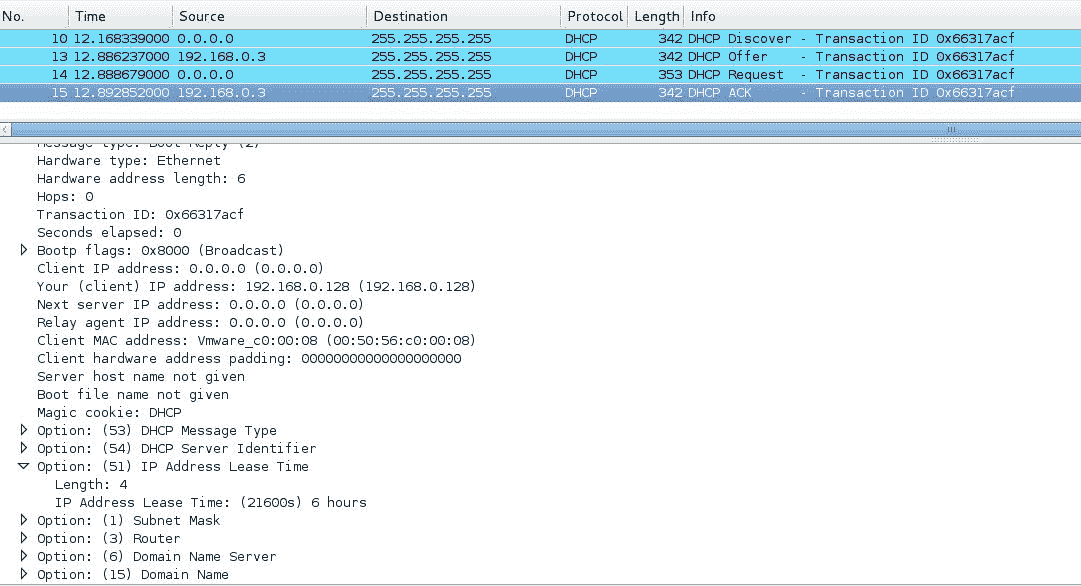 No. Time Source Destination Protocol Length Info
10 12.168339000 0.0.0.0 255.255.255.255 DHCP 342 DHCP Discover - Transaction ID 0x66317acf
13 12.886237000 192.168.0.3 255.255.255.255 DHCP 342 DHCP Offer - Transaction ID 0x66317acf
14 12.888679000 0.0.0.0 255.255.255.255 DHCP 353 DHCP Request - Transaction ID 0x66317acf
15 12.892852000 192.168.0.3 255.255.255.255 DHCP 342 DHCP ACK - Transaction ID 0x66317acf
Message type: Boot Reply (2)
Hardware type: Ethernet
Hardware address length: 6
Hops: 0
Transaction ID: 0x66317acf
Seconds elapsed: 0
Bootp flags: 0x8000 (Broadcast)
Client IP address: 0.0.0.0 (0.0.0.0)
Your (client) IP address: 192.168.0.128 (192.168.0.128)
Next server IP address: 0.0.0.0 (0.0.0.0)
Relay agent IP address: 0.0.0.0 (0.0.0.0)
Client MAC address: Vmware_c0:00:08 (00:50:56:c0:00:08)
Client hardware address padding: 00000000000000000000
Server host name not given
Boot file name not given
Magic cookie: DHCP
Option: (53) DHCP Message Type
Option: (54) DHCP Server Identifier
Option: (51) IP Address Lease Time
Length: 4
IP Address Lease Time: (21600s) 6 hours
Option: (1) Subnet Mask
Option: (3) Router
Option: (6) Domain Name Server
Option: (15) Domain Name